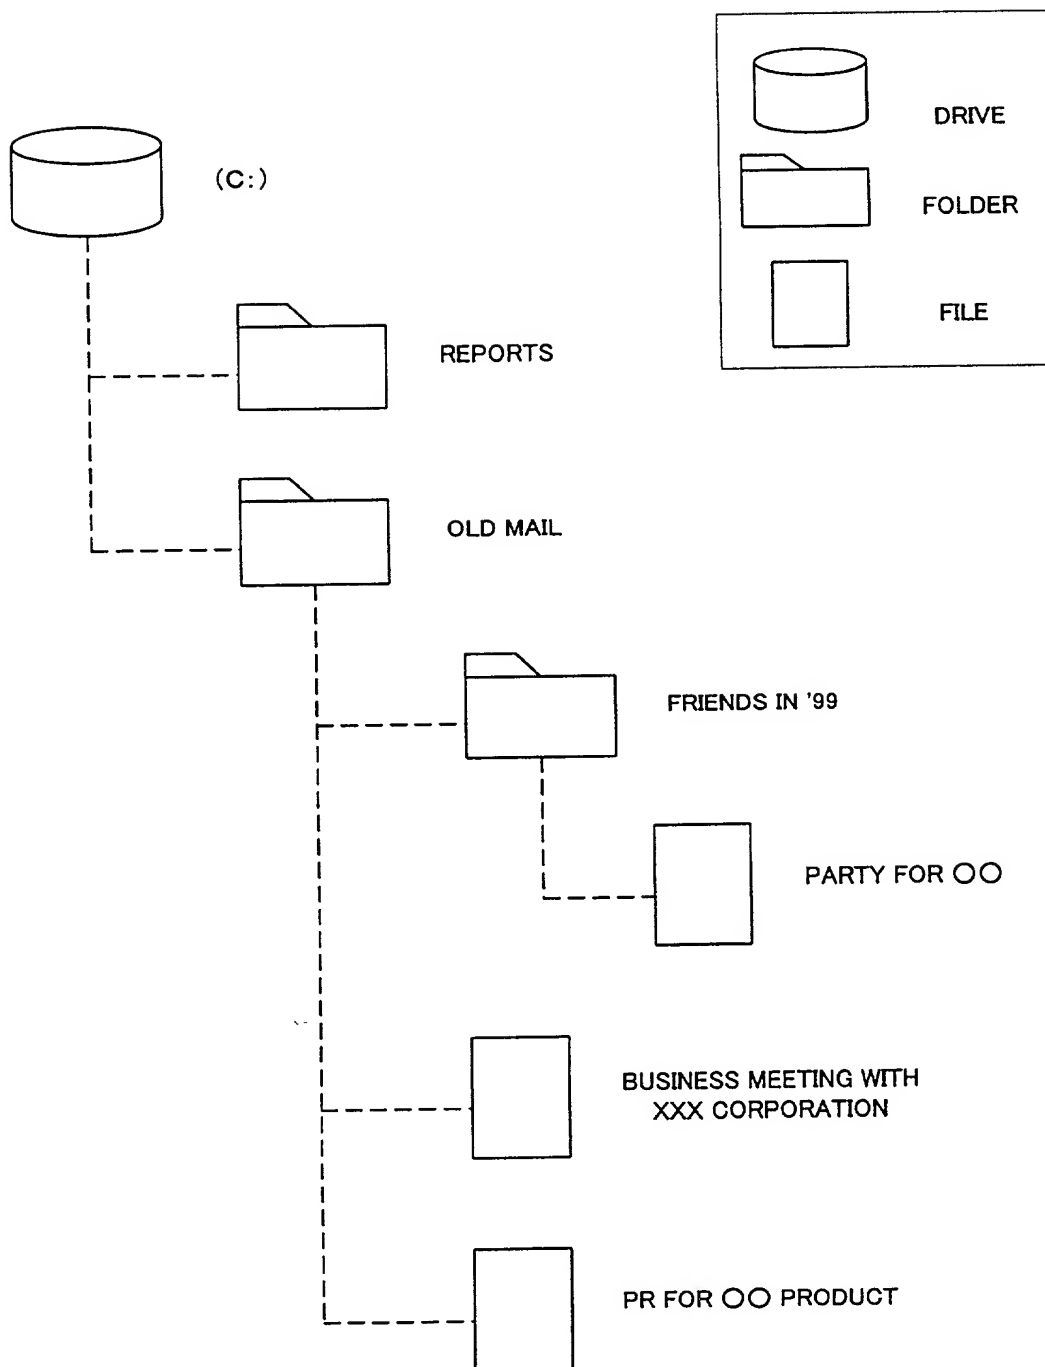 DRIVE
(C:)
FOLDER
FILE
REPORTS
OLD MAIL
FRIENDS IN '99
PARTY FOR ○○
BUSINESS MEETING WITH
XXX CORPORATION
PR FOR ○○ PRODUCT